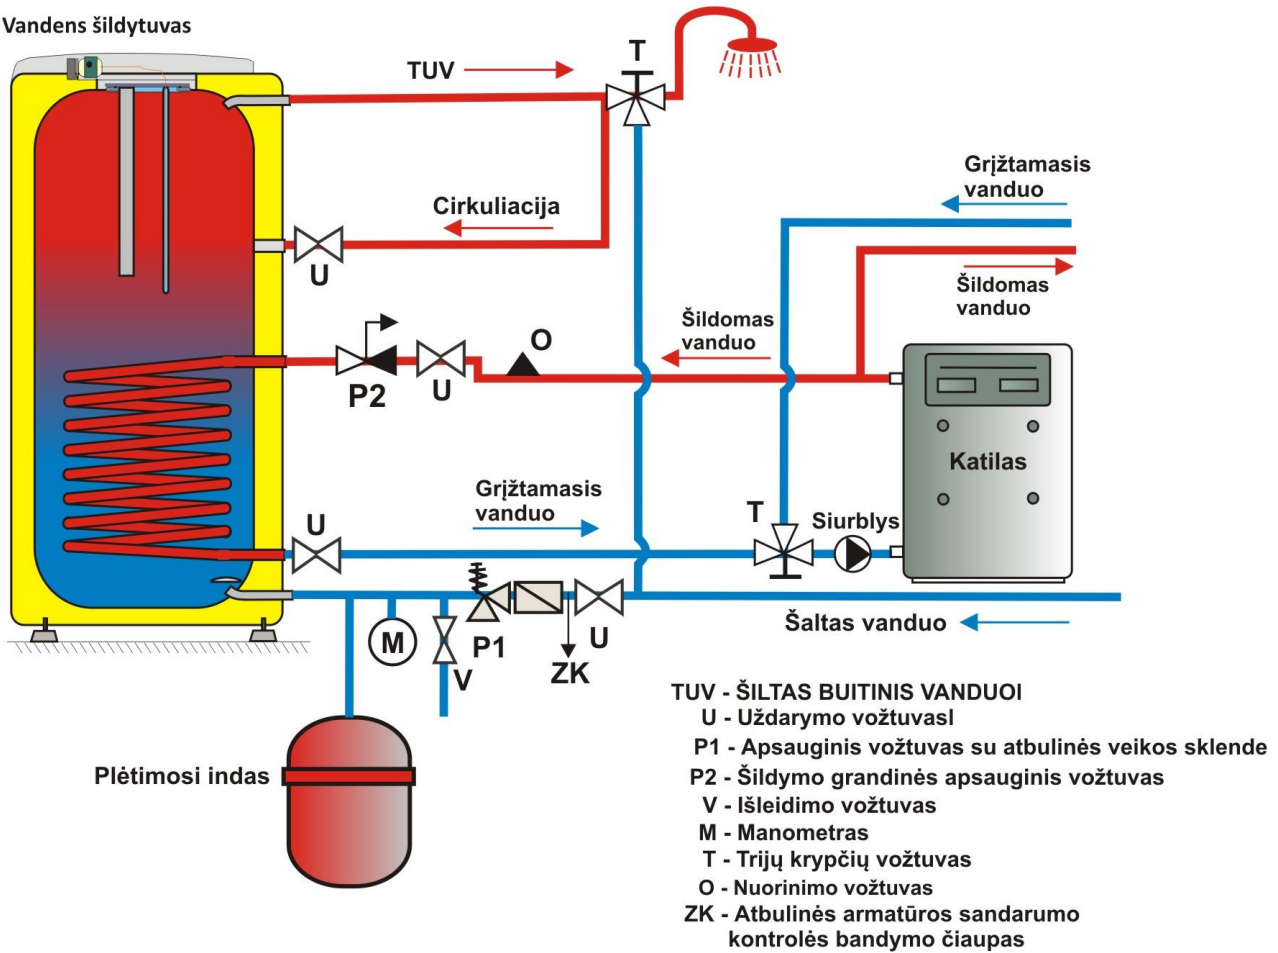 Vandens šildytuvas
TUV
T
Grįžtamasis
vanduo
Cirkuliacija
U
Šildomas
vanduo
Šildomas
vanduo
O
P2
U
Katilas
Grįžtamasis
vanduo
U
T
Siurblys
M
V
P1
ZK
U
Šaltas vanduo
Plėtimosi indas
TUV - ŠILTAS BUITINIS VANDUOI
U - Uždarymo vožtuvasI
P1 - Apsauginis vožtuvas su atbulinės veikos sklende
P2 - Šildymo grandinės apsauginis vožtuvas
V - Išleidimo vožtuvas
M - Manometras
T - Trijų krypčių vožtuvas
O - Nuorinimo vožtuvas
ZK - Atbulinės armatūros sandarumo
kontrolės bandymo čiaupas